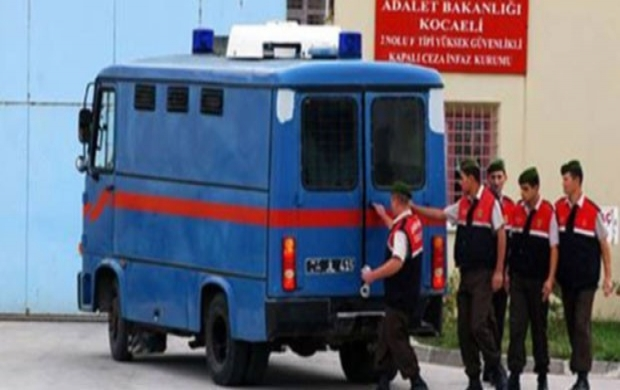 ADALET BAKANLIĞI
KOCAELİ
2 NOLU F TİPİ YÜKSEK GÜVENLİKLİ
KAPALI CEZA İNFAZ KURUMU